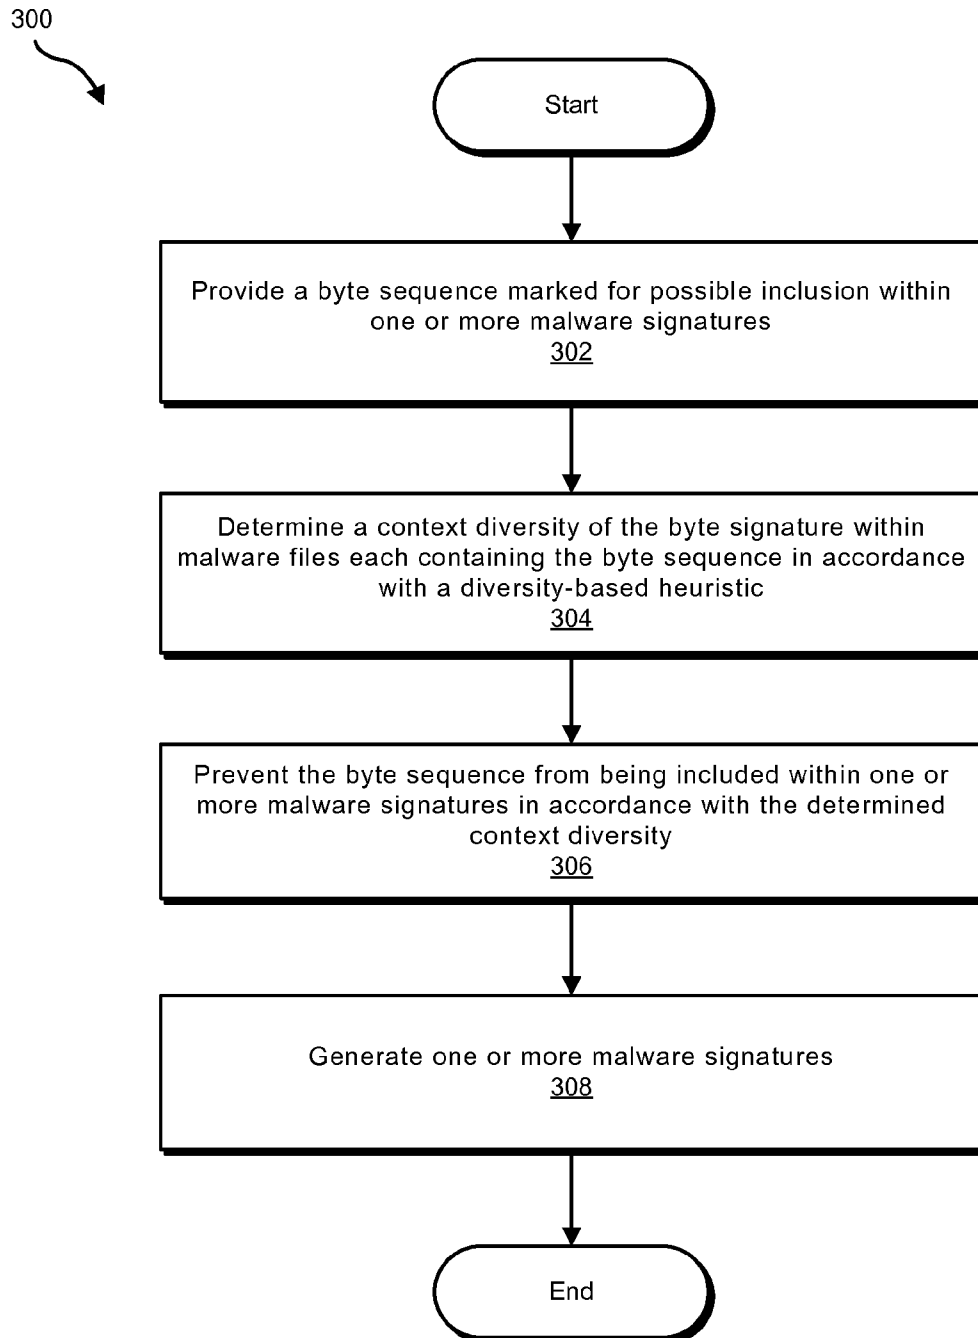 300
Start
Provide a byte sequence marked for possible inclusion within
one or more malware signatures
302
Determine a context diversity of the byte signature within
malware files each containing the byte sequence in accordance
with a diversity-based heuristic
304
Prevent the byte sequence from being included within one or
more malware signatures in accordance with the determined
context diversity
306
Generate one or more malware signatures
308
End